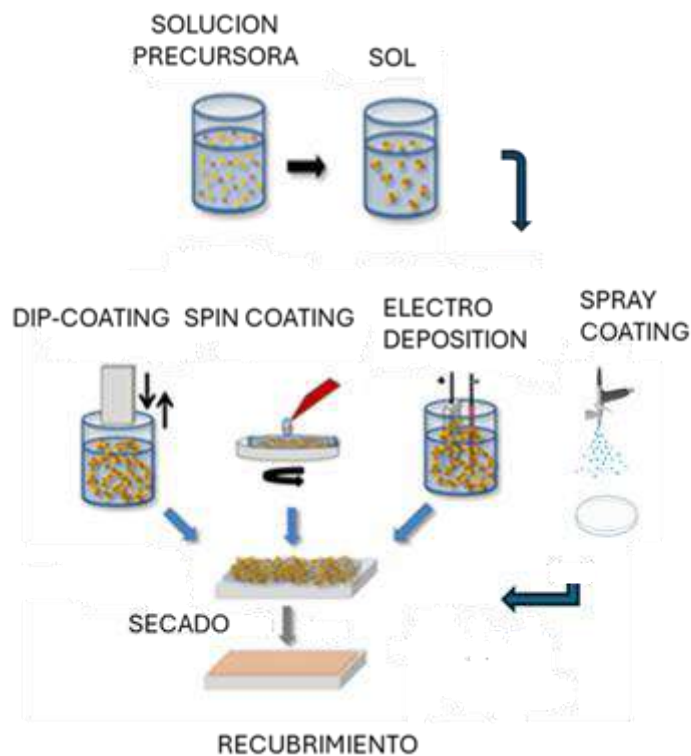 SOLUCION
PRECURSORA
SOL
DIP-COATING
SPIN COATING
ELECTRO
DEPOSITION
SPRAY
COATING
SECADO
RECUBRIMIENTO